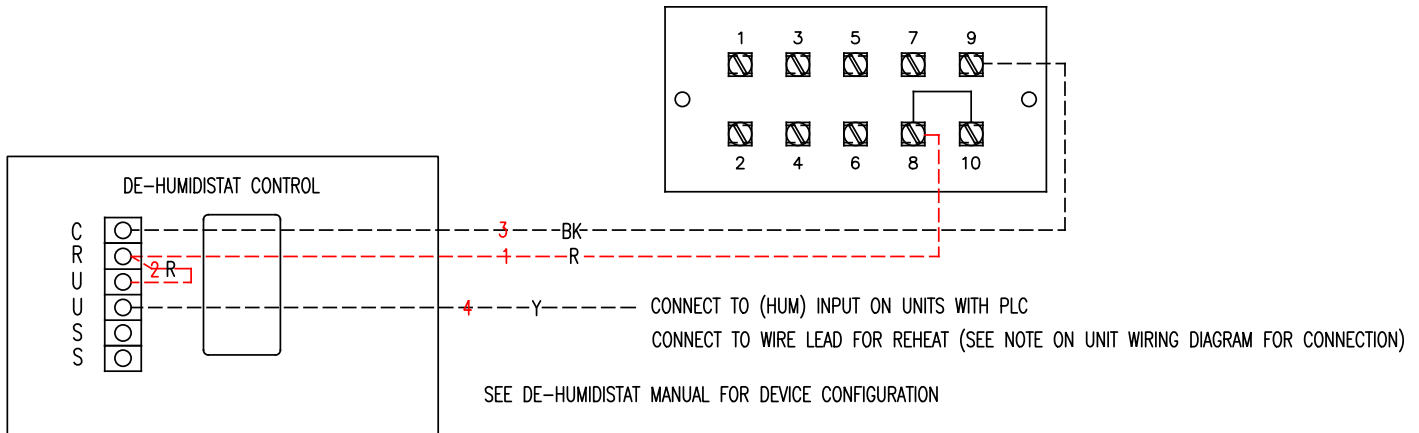 1 3 5 7 9
2 4 6 8 10
DE-HUMIDISTAT CONTROL
C 3 BK
R 1 R
2 R
U
U 4 Y CONNECT TO (HUM) INPUT ON UNITS WITH PLC
S CONNECT TO WIRE LEAD FOR REHEAT (SEE NOTE ON UNIT WIRING DIAGRAM FOR CONNECTION)
S
SEE DE-HUMIDISTAT MANUAL FOR DEVICE CONFIGURATION